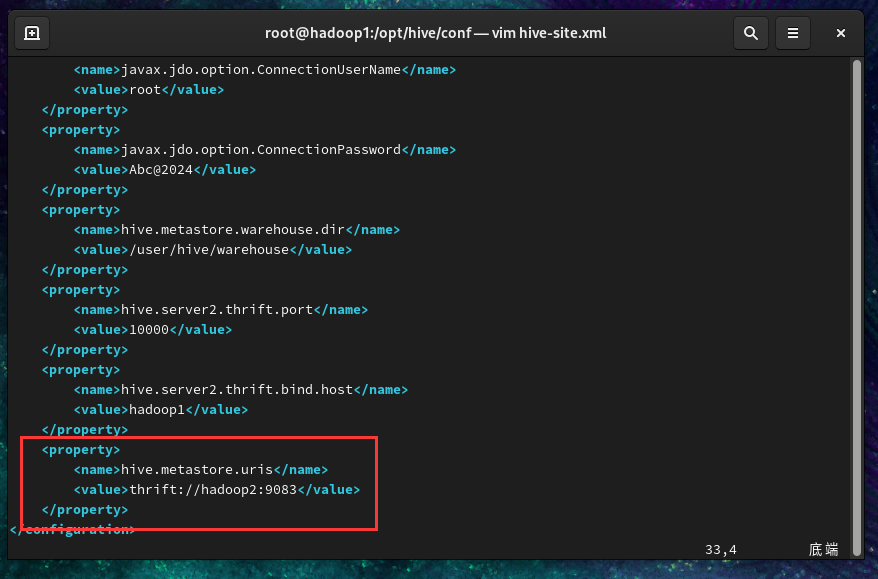 root@hadoop1:/opt/hive/conf — vim hive-site.xml
<name>javax.jdo.option.ConnectionUserName</name>
<value>root</value>
</property>
<property>
<name>javax.jdo.option.ConnectionPassword</name>
<value>Abc@2024</value>
</property>
<property>
<name>hive.metastore.warehouse.dir</name>
<value>/user/hive/warehouse</value>
</property>
<property>
<name>hive.server2.thrift.port</name>
<value>10000</value>
</property>
<property>
<name>hive.server2.thrift.bind.host</name>
<value>hadoop1</value>
</property>
<property>
<name>hive.metastore.uris</name>
<value>thrift://hadoop2:9083</value>
</property>
</configuration>
33,4 底端